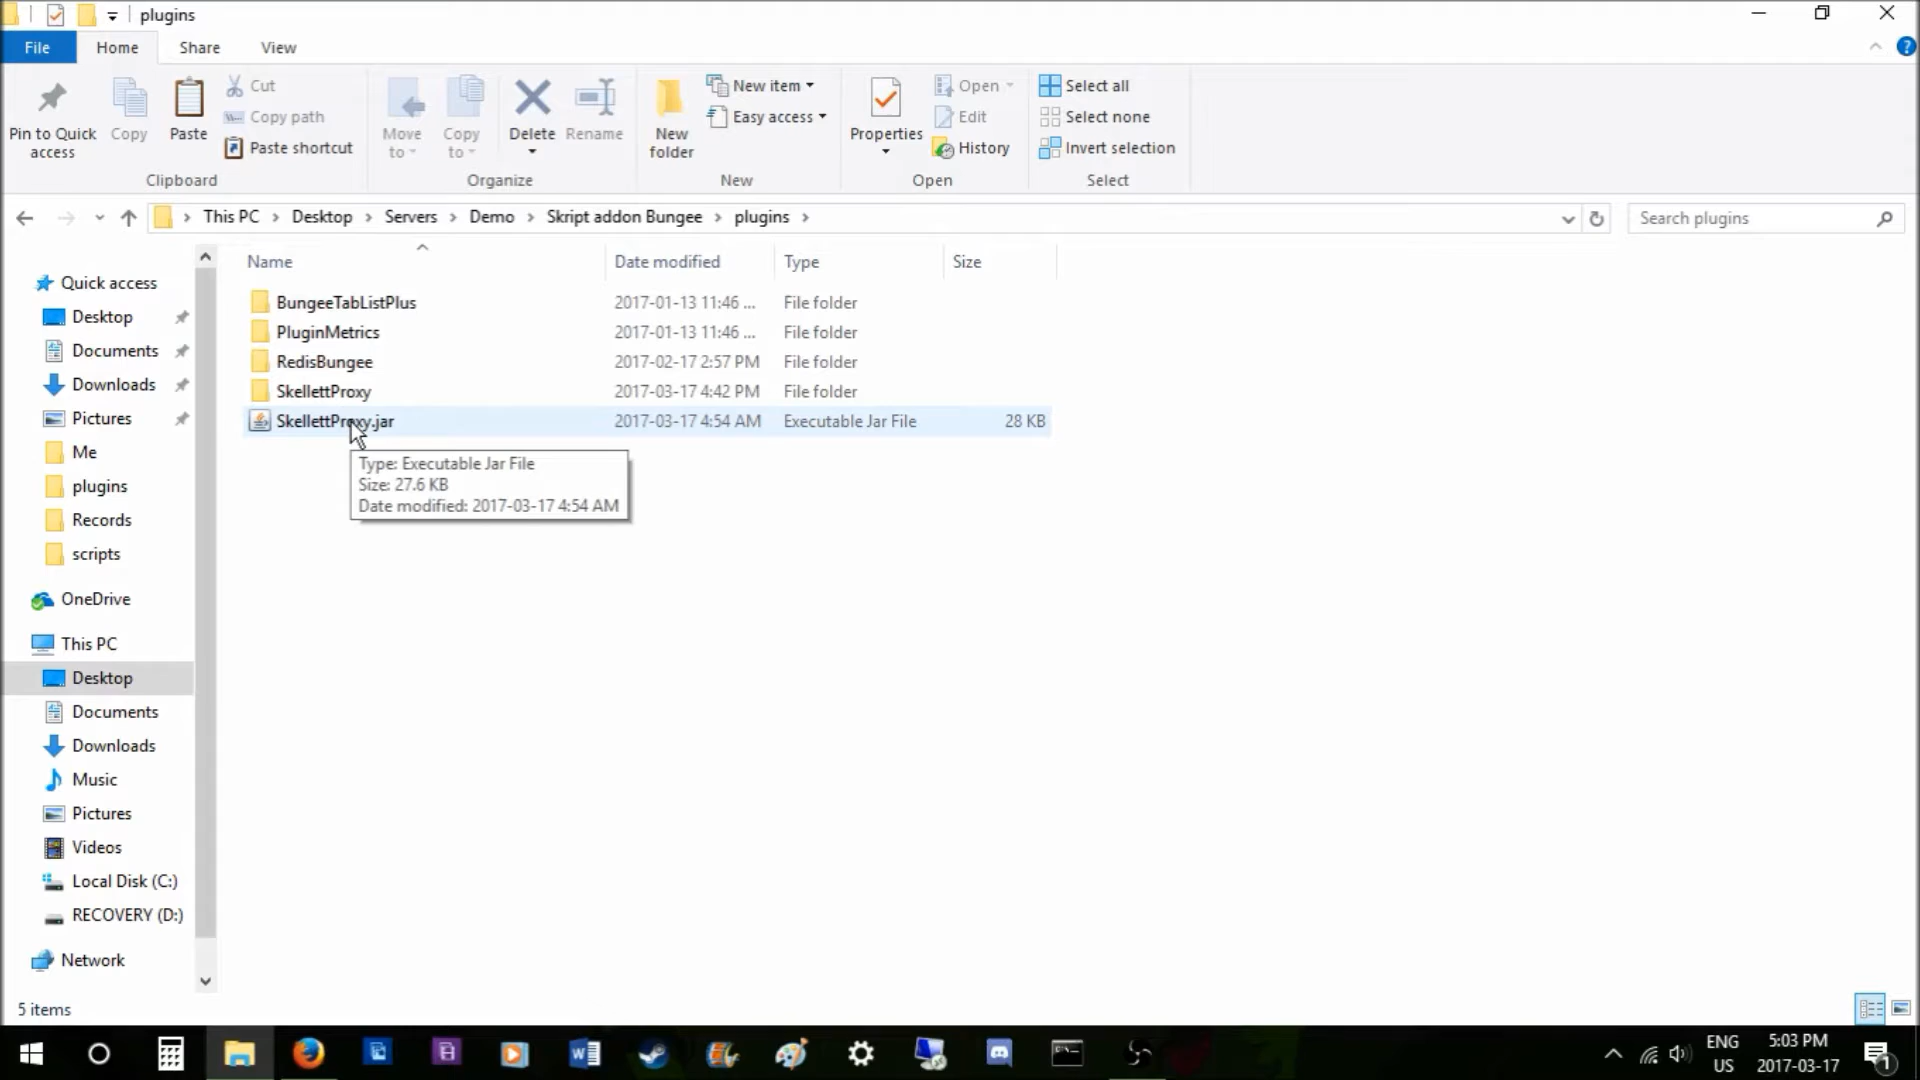 plugins
File Home Share View
Pin to Quick access
Copy
Paste
Cut
Copy path
Paste shortcut
Clipboard
Move to
Copy to
Delete
Rename
Organize
New folder
New item
Easy access
New
Properties
Open
Edit
History
Open
Select all
Select none
Invert selection
Select
This PC > Desktop > Servers > Demo > Skript addon Bungee > plugins >
Search plugins
Name Date modified Type Size
BungeeTabListPlus 2017-01-13 11:46 ... File folder
PluginMetrics 2017-01-13 11:46 ... File folder
RedisBungee 2017-02-17 2:57 PM File folder
SkellettProxy 2017-03-17 4:42 PM File folder
SkellettProxy.jar 2017-03-17 4:54 AM Executable Jar File 28 KB
Type: Executable Jar File
Size: 27.6 KB
Date modified: 2017-03-17 4:54 AM
Quick access
Desktop
Documents
Downloads
Pictures
Me
plugins
Records
scripts
OneDrive
This PC
Desktop
Documents
Downloads
Music
Pictures
Videos
Local Disk (C:)
RECOVERY (D:)
Network
5 items
ENG
US
5:03 PM
2017-03-17
1